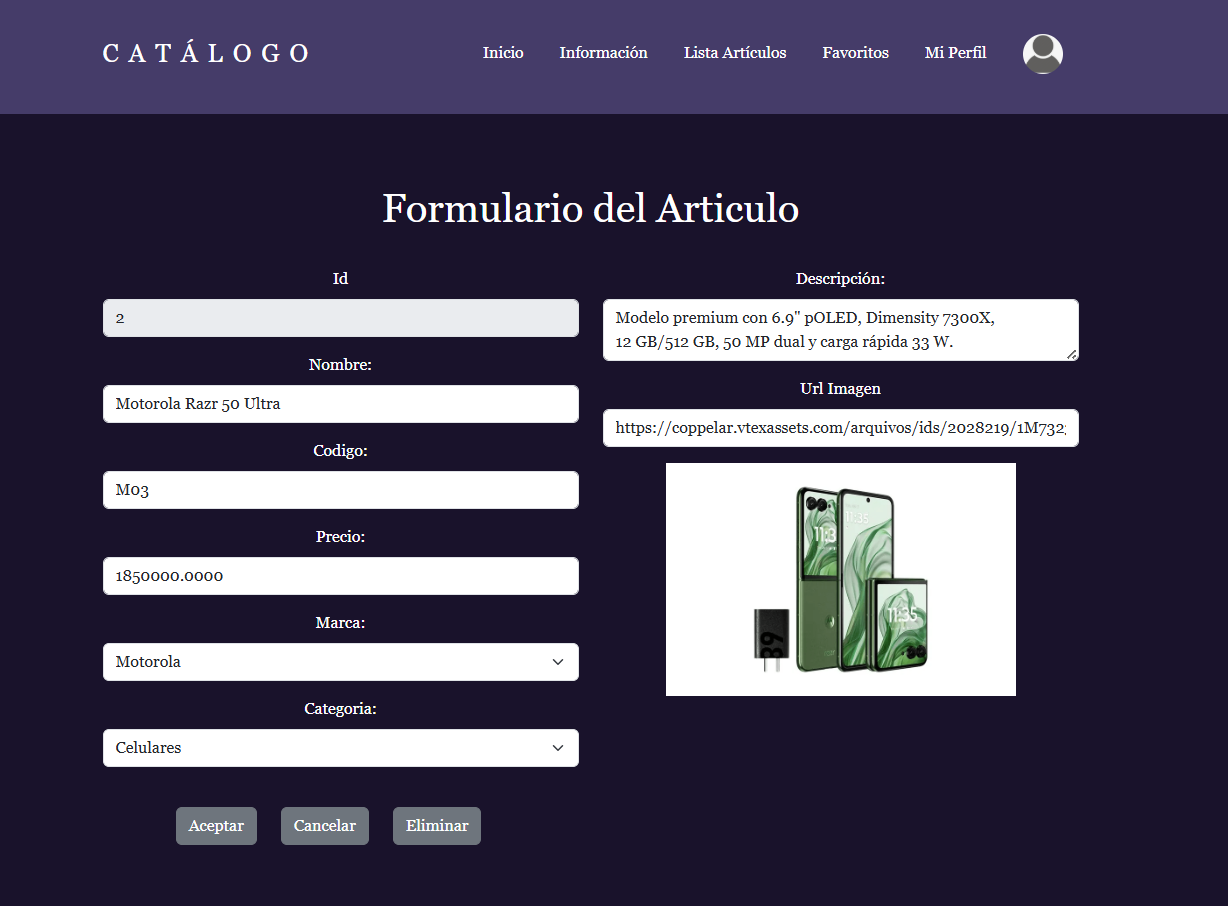 CATÁLOGO
Inicio
Información
Lista Artículos
Favoritos
Mi Perfil
Formulario del Articulo
Id
2
Nombre:
Motorola Razr 50 Ultra
Codigo:
M03
Precio:
1850000.0000
Marca:
Motorola
Categoria:
Celulares
Aceptar
Cancelar
Eliminar
Descripción:
Modelo premium con 6.9" pOLED, Dimensity 7300X,
12 GB/512 GB, 50 MP dual y carga rápida 33 W.
Url Imagen
https://coppelar.vtexassets.com/arquivos/ids/2028219/1M732
11:35
11:3
11:35
89